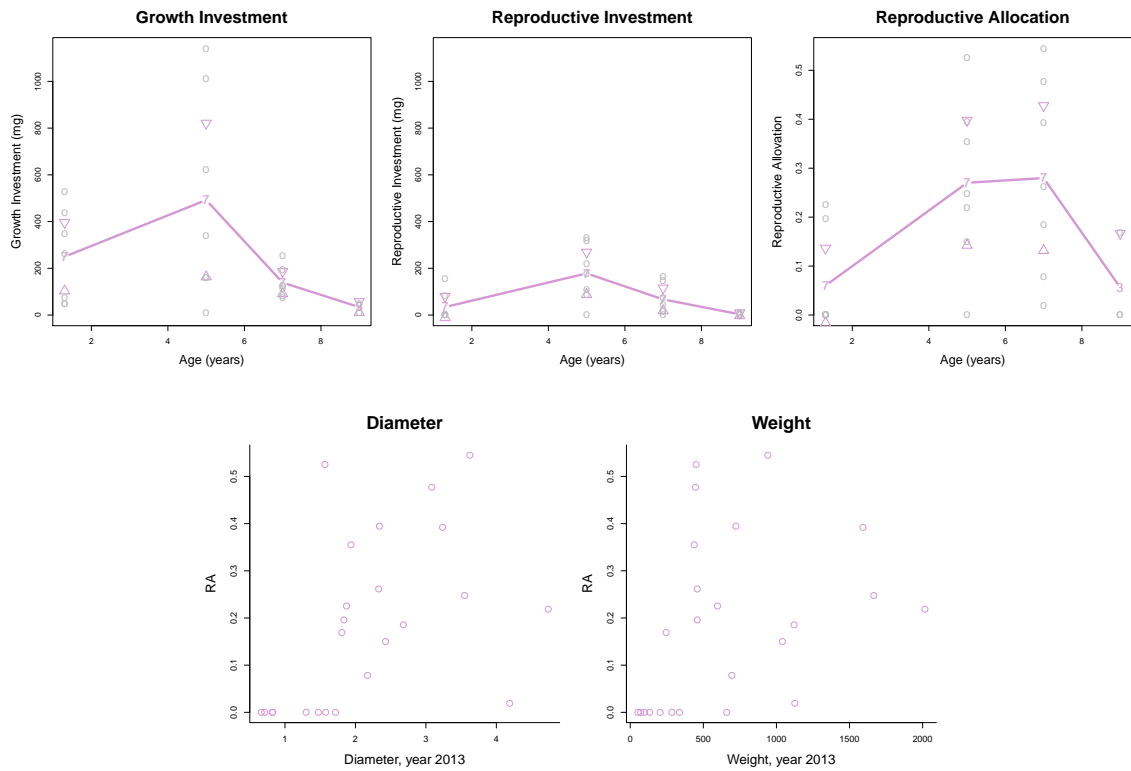 Growth Investment
Growth Investment (mg)
0 200 400 600 800 1000
7 7 7 3
2 4 6 8
Age (years)
Reproductive Investment
Reproductive Investment (mg)
0 200 400 600 800 1000
7 7 7 3
2 4 6 8
Age (years)
Reproductive Allocation
Reproductive Allovation
0.0 0.1 0.2 0.3 0.4 0.5
7 7 7 3
2 4 6 8
Age (years)
Diameter
RA
0.0 0.1 0.2 0.3 0.4 0.5
1 2 3 4
Diameter, year 2013
Weight
RA
0.0 0.1 0.2 0.3 0.4 0.5
0 500 1000 1500 2000
Weight, year 2013